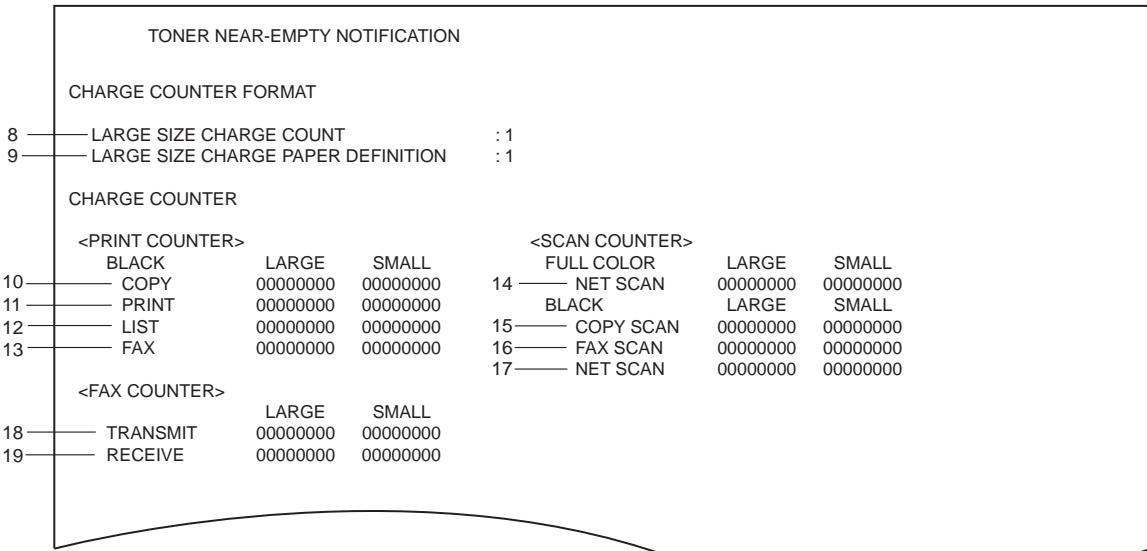 TONER NEAR-EMPTY NOTIFICATION
CHARGE COUNTER FORMAT
8 LARGE SIZE CHARGE COUNT : 1
9 LARGE SIZE CHARGE PAPER DEFINITION : 1
CHARGE COUNTER
<PRINT COUNTER> <SCAN COUNTER>
BLACK LARGE SMALL FULL COLOR LARGE SMALL
10 COPY 00000000 00000000 14 NET SCAN 00000000 00000000
11 PRINT 00000000 00000000 BLACK LARGE SMALL
12 LIST 00000000 00000000 15 COPY SCAN 00000000 00000000
13 FAX 00000000 00000000 16 FAX SCAN 00000000 00000000
17 NET SCAN 00000000 00000000
<FAX COUNTER>
LARGE SMALL
18 TRANSMIT 00000000 00000000
19 RECEIVE 00000000 00000000